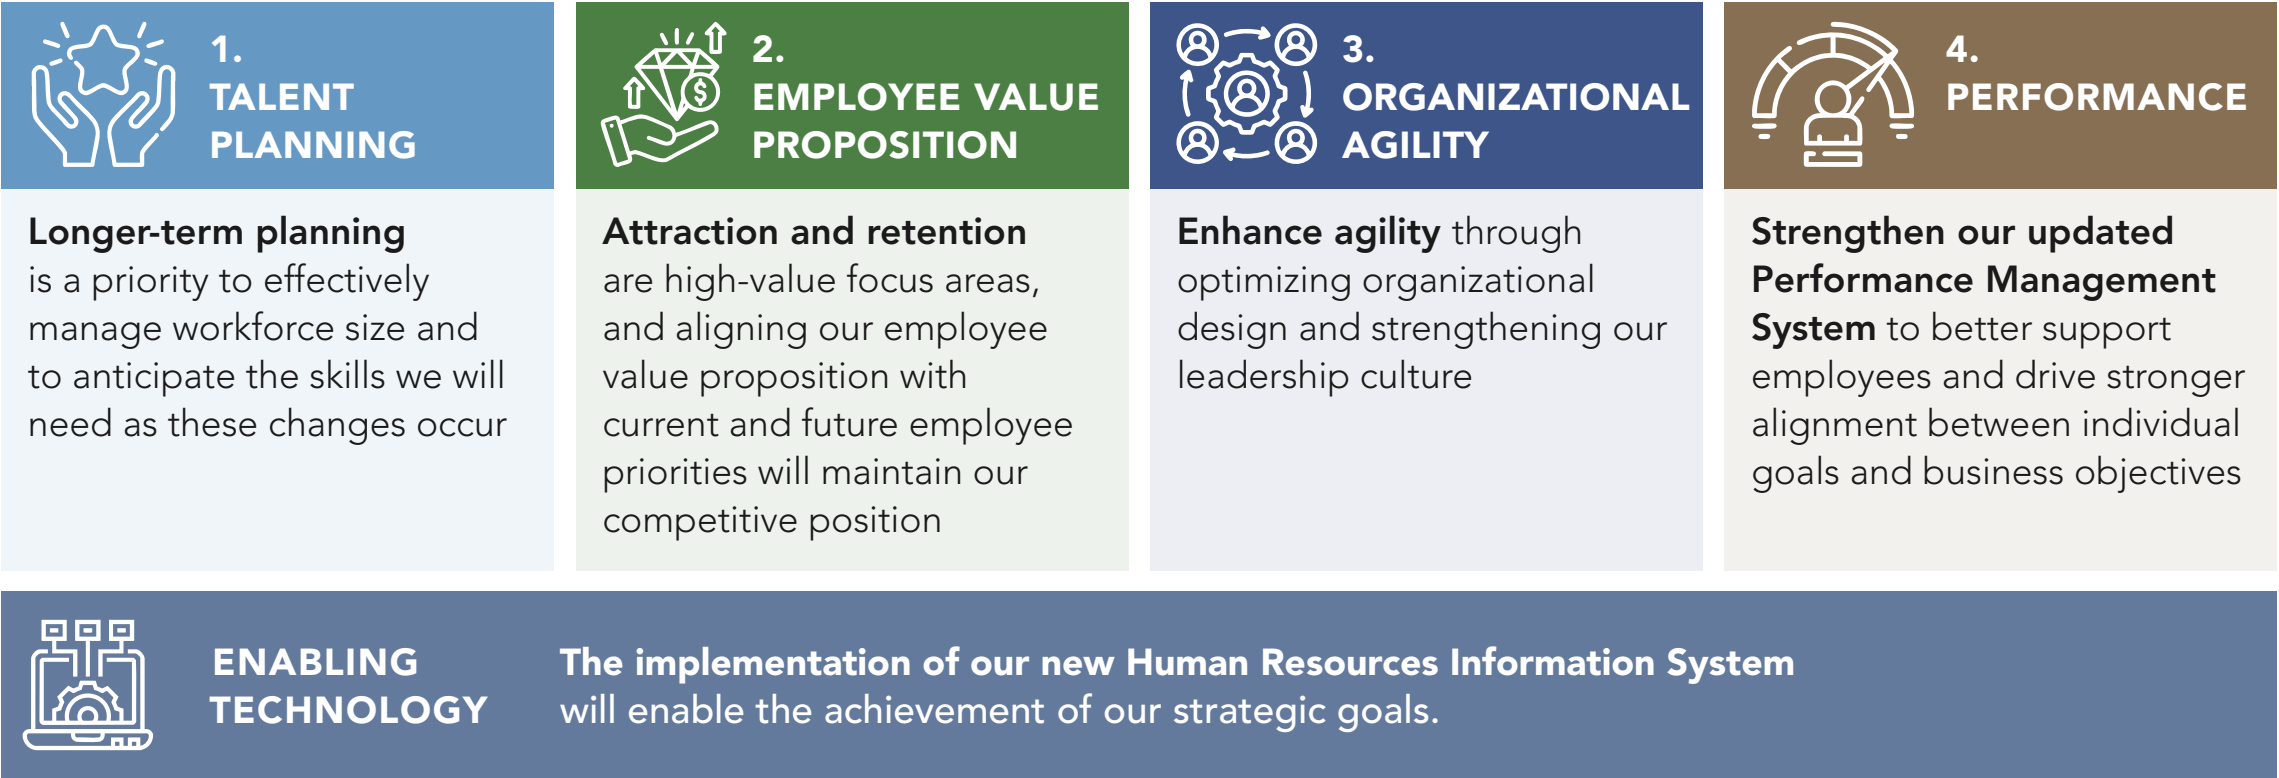 1.
TALENT
PLANNING
Longer-term planning
is a priority to effectively
manage workforce size and
to anticipate the skills we will
need as these changes occur
2.
EMPLOYEE VALUE
PROPOSITION
Attraction and retention
are high-value focus areas,
and aligning our employee
value proposition with
current and future employee
priorities will maintain our
competitive position
3.
ORGANIZATIONAL
AGILITY
Enhance agility through
optimizing organizational
design and strengthening our
leadership culture
4.
PERFORMANCE
Strengthen our updated
Performance Management
System to better support
employees and drive stronger
alignment between individual
goals and business objectives
ENABLING
TECHNOLOGY
The implementation of our new Human Resources Information System
will enable the achievement of our strategic goals.